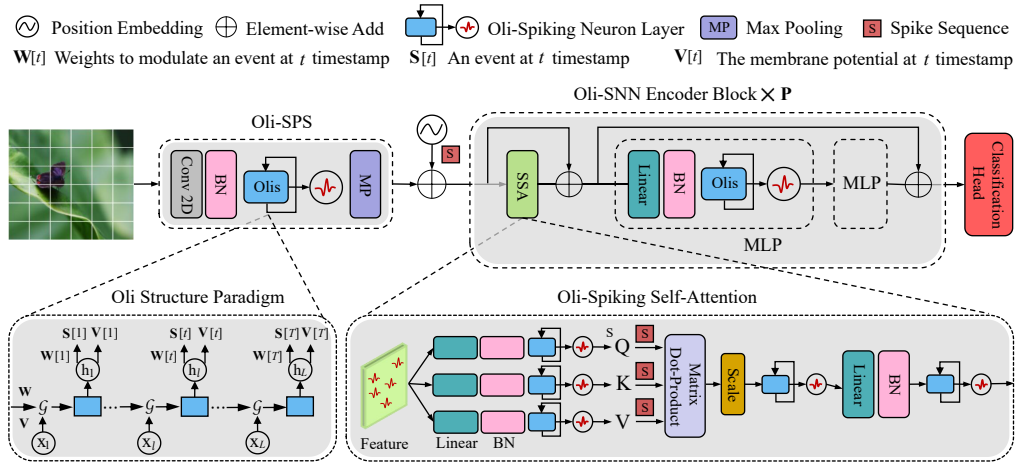 Position Embedding
Element-wise Add
Oli-Spiking Neuron Layer
MP Max Pooling
S Spike Sequence
W[t] Weights to modulate an event at t timestamp
S[t] An event at t timestamp
V[t] The membrane potential at t timestamp
Oli-SPS
Oli-SNN Encoder Block × P
S
Conv 2D
BN
Olis
MP
SSA
Linear
BN
Olis
MLP
MLP
Classification
Head
Oli Structure Paradigm
S[1] V[1]
S[t] V[t]
S[T] V[T]
W[1]
W[t]
W[T]
h₁
hₗ
h_L
W
V
𝒢
𝒢
𝒢
x₁
xₗ
x_L
Oli-Spiking Self-Attention
Feature
Linear
BN
S
Q
K
V
S
S
S
Matrix
Dot-Product
Scale
Linear
BN